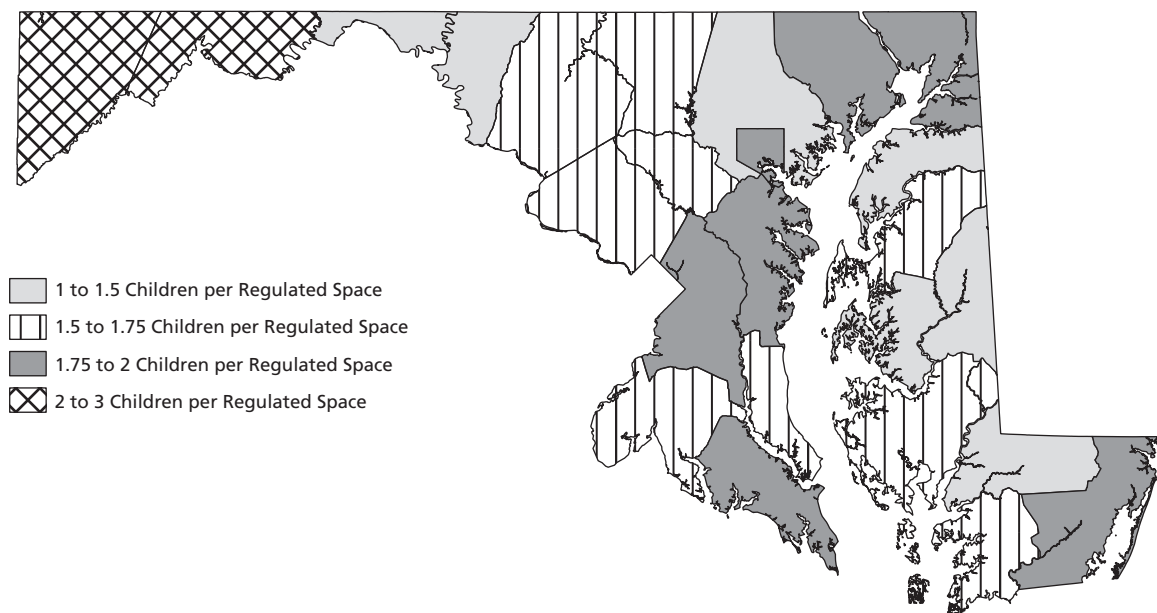 1 to 1.5 Children per Regulated Space
1.5 to 1.75 Children per Regulated Space
1.75 to 2 Children per Regulated Space
2 to 3 Children per Regulated Space